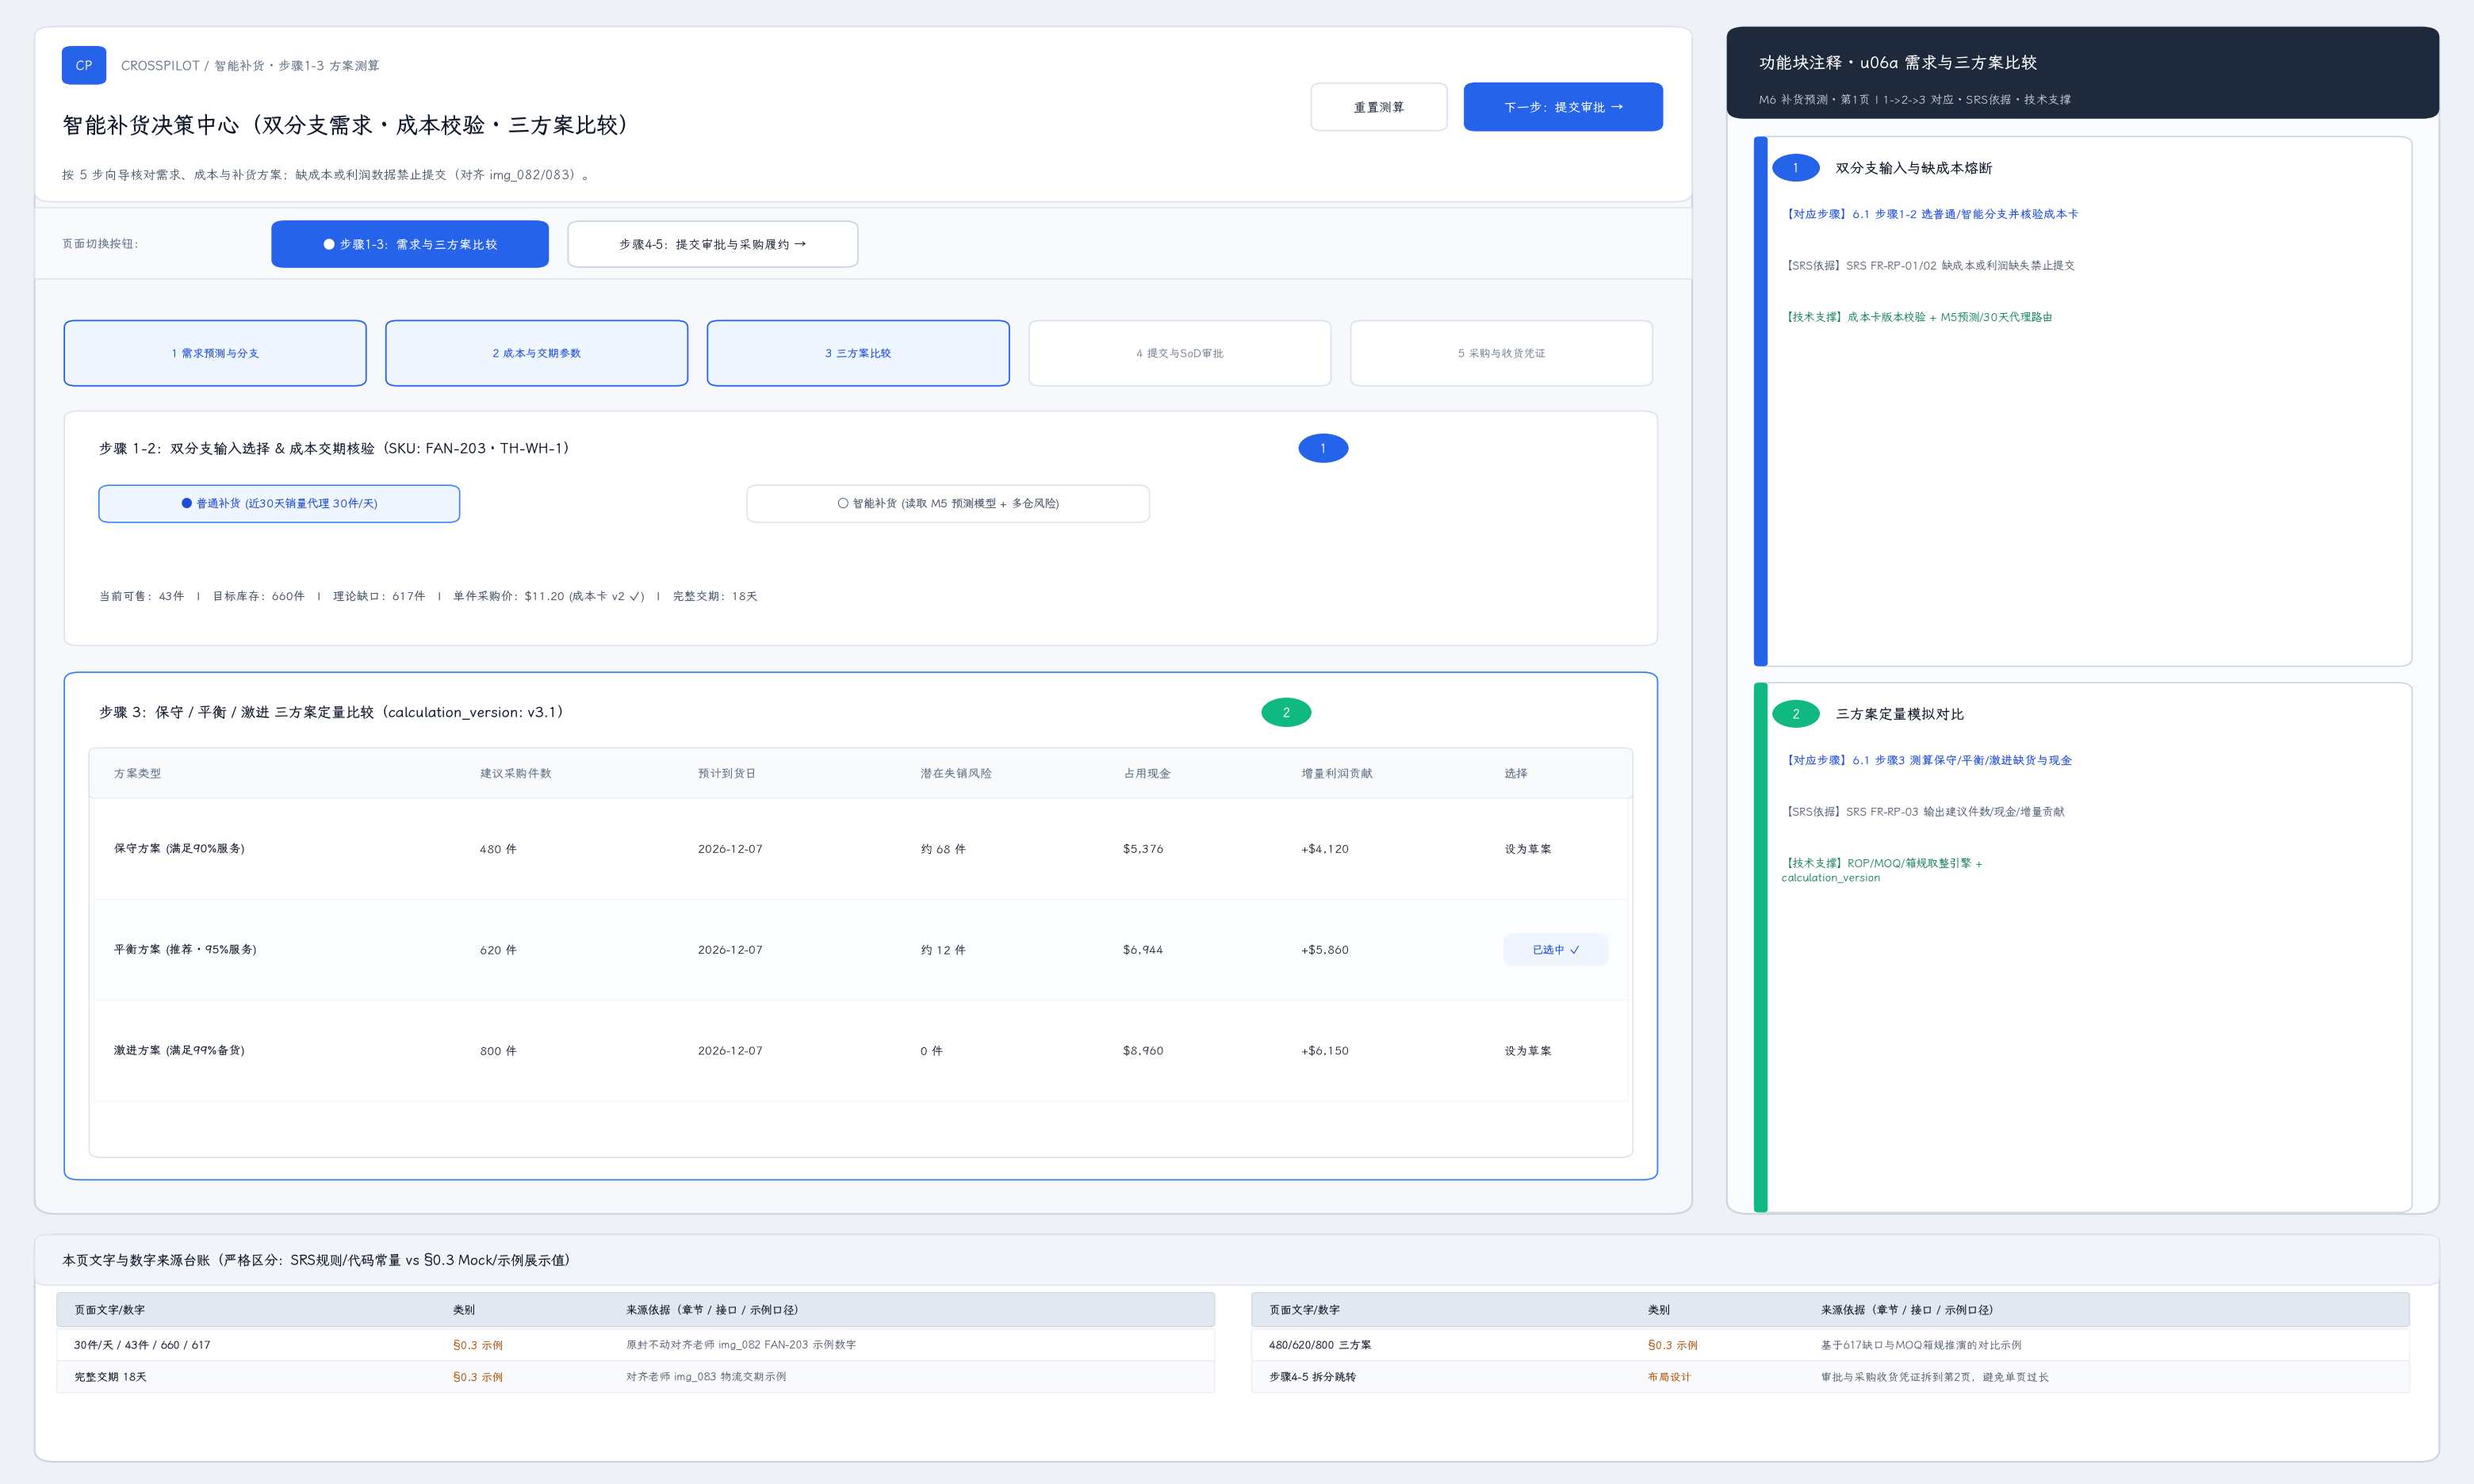 CP
CROSSPILOT / 智能补货・步骤1-3 方案测算
智能补货决策中心（双分支需求・成本校验・三方案比较）
按 5 步向导核对需求、成本与补货方案；缺成本或利润数据禁止提交（对齐 img_082/083）。
重置测算
下一步：提交审批 →
页面切换按钮：
● 步骤1-3：需求与三方案比较
步骤4-5：提交审批与采购履约 →
1 需求预测与分支
2 成本与交期参数
3 三方案比较
4 提交与SoD审批
5 采购与收货凭证
步骤 1-2：双分支输入选择 & 成本交期核验（SKU: FAN-203・TH-WH-1）
1
● 普通补货 (近30天销量代理 30件/天)
○ 智能补货 (读取 M5 预测模型 + 多仓风险)
当前可售：43件 | 目标库存：660件 | 理论缺口：617件 | 单件采购价：$11.20 (成本卡 v2 ✓) | 完整交期：18天
步骤 3：保守 / 平衡 / 激进 三方案定量比较（calculation_version: v3.1）
2
方案类型 建议采购件数 预计到货日 潜在失销风险 占用现金 增量利润贡献 选择
保守方案 (满足90%服务) 480 件 2026-12-07 约 68 件 $5,376 +$4,120 设为草案
平衡方案 (推荐・95%服务) 620 件 2026-12-07 约 12 件 $6,944 +$5,860 已选中 ✓
激进方案 (满足99%备货) 800 件 2026-12-07 0 件 $8,960 +$6,150 设为草案
功能块注释・u06a 需求与三方案比较
M6 补货预测・第1页 | 1->2->3 对应・SRS依据・技术支撑
1 双分支输入与缺成本熔断
【对应步骤】6.1 步骤1-2 选普通/智能分支并核验成本卡
【SRS依据】SRS FR-RP-01/02 缺成本或利润缺失禁止提交
【技术支撑】成本卡版本校验 + M5预测/30天代理路由
2 三方案定量模拟对比
【对应步骤】6.1 步骤3 测算保守/平衡/激进缺货与现金
【SRS依据】SRS FR-RP-03 输出建议件数/现金/增量贡献
【技术支撑】ROP/MOQ/箱规取整引擎 +
calculation_version
本页文字与数字来源台账（严格区分：SRS规则/代码常量 vs §0.3 Mock/示例展示值）
页面文字/数字 类别 来源依据（章节 / 接口 / 示例口径）
30件/天 / 43件 / 660 / 617 §0.3 示例 原封不动对齐老师 img_082 FAN-203 示例数字
完整交期 18天 §0.3 示例 对齐老师 img_083 物流交期示例
页面文字/数字 类别 来源依据（章节 / 接口 / 示例口径）
480/620/800 三方案 §0.3 示例 基于617缺口与MOQ箱规推演的对比示例
步骤4-5 拆分跳转 布局设计 审批与采购收货凭证拆到第2页，避免单页过长